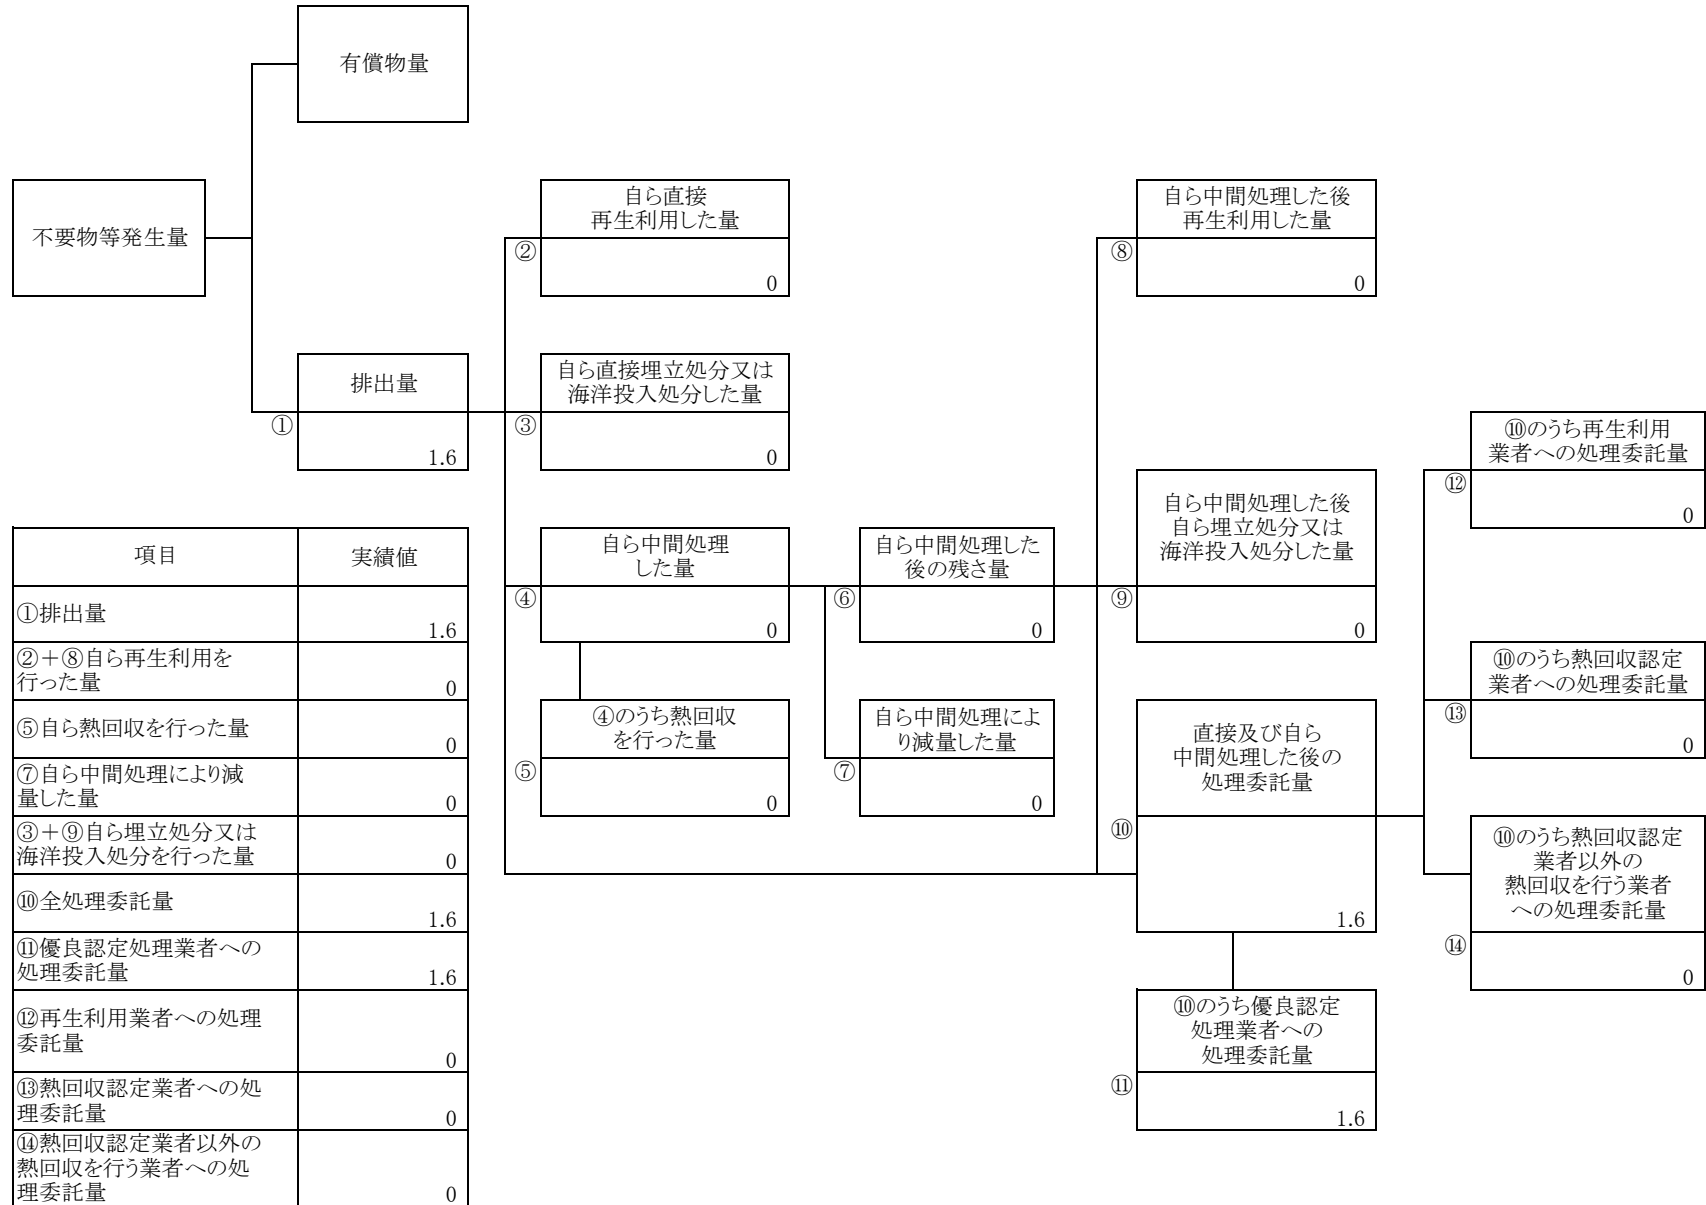 有償物量
不要物等発生量
自ら直接
再生利用した量
②
0
自ら中間処理した後
再生利用した量
⑧
0
排出量
①
1.6
自ら直接埋立処分又は
海洋投入処分した量
③
0
⑩のうち再生利用
業者への処理委託量
⑫
0
自ら中間処理した後
自ら埋立処分又は
海洋投入処分した量
⑨
0
自ら中間処理
した量
④
0
自ら中間処理した
後の残さ量
⑥
0
⑩のうち熱回収認定
業者への処理委託量
⑬
0
④のうち熱回収
を行った量
⑤
0
自ら中間処理によ
り減量した量
⑦
0
直接及び自ら
中間処理した後の
処理委託量
⑩
1.6
⑩のうち熱回収認定
業者以外の
熱回収を行う業者
への処理委託量
⑭
0
⑩のうち優良認定
処理業者への
処理委託量
⑪
1.6
項目 実績値
①排出量 1.6
②＋⑧自ら再生利用を
行った量 0
⑤自ら熱回収を行った量 0
⑦自ら中間処理により減
量した量 0
③＋⑨自ら埋立処分又は
海洋投入処分を行った量 0
⑩全処理委託量 1.6
⑪優良認定処理業者への
処理委託量 1.6
⑫再生利用業者への処理
委託量 0
⑬熱回収認定業者への処
理委託量 0
⑭熱回収認定業者以外の
熱回収を行う業者への処
理委託量 0